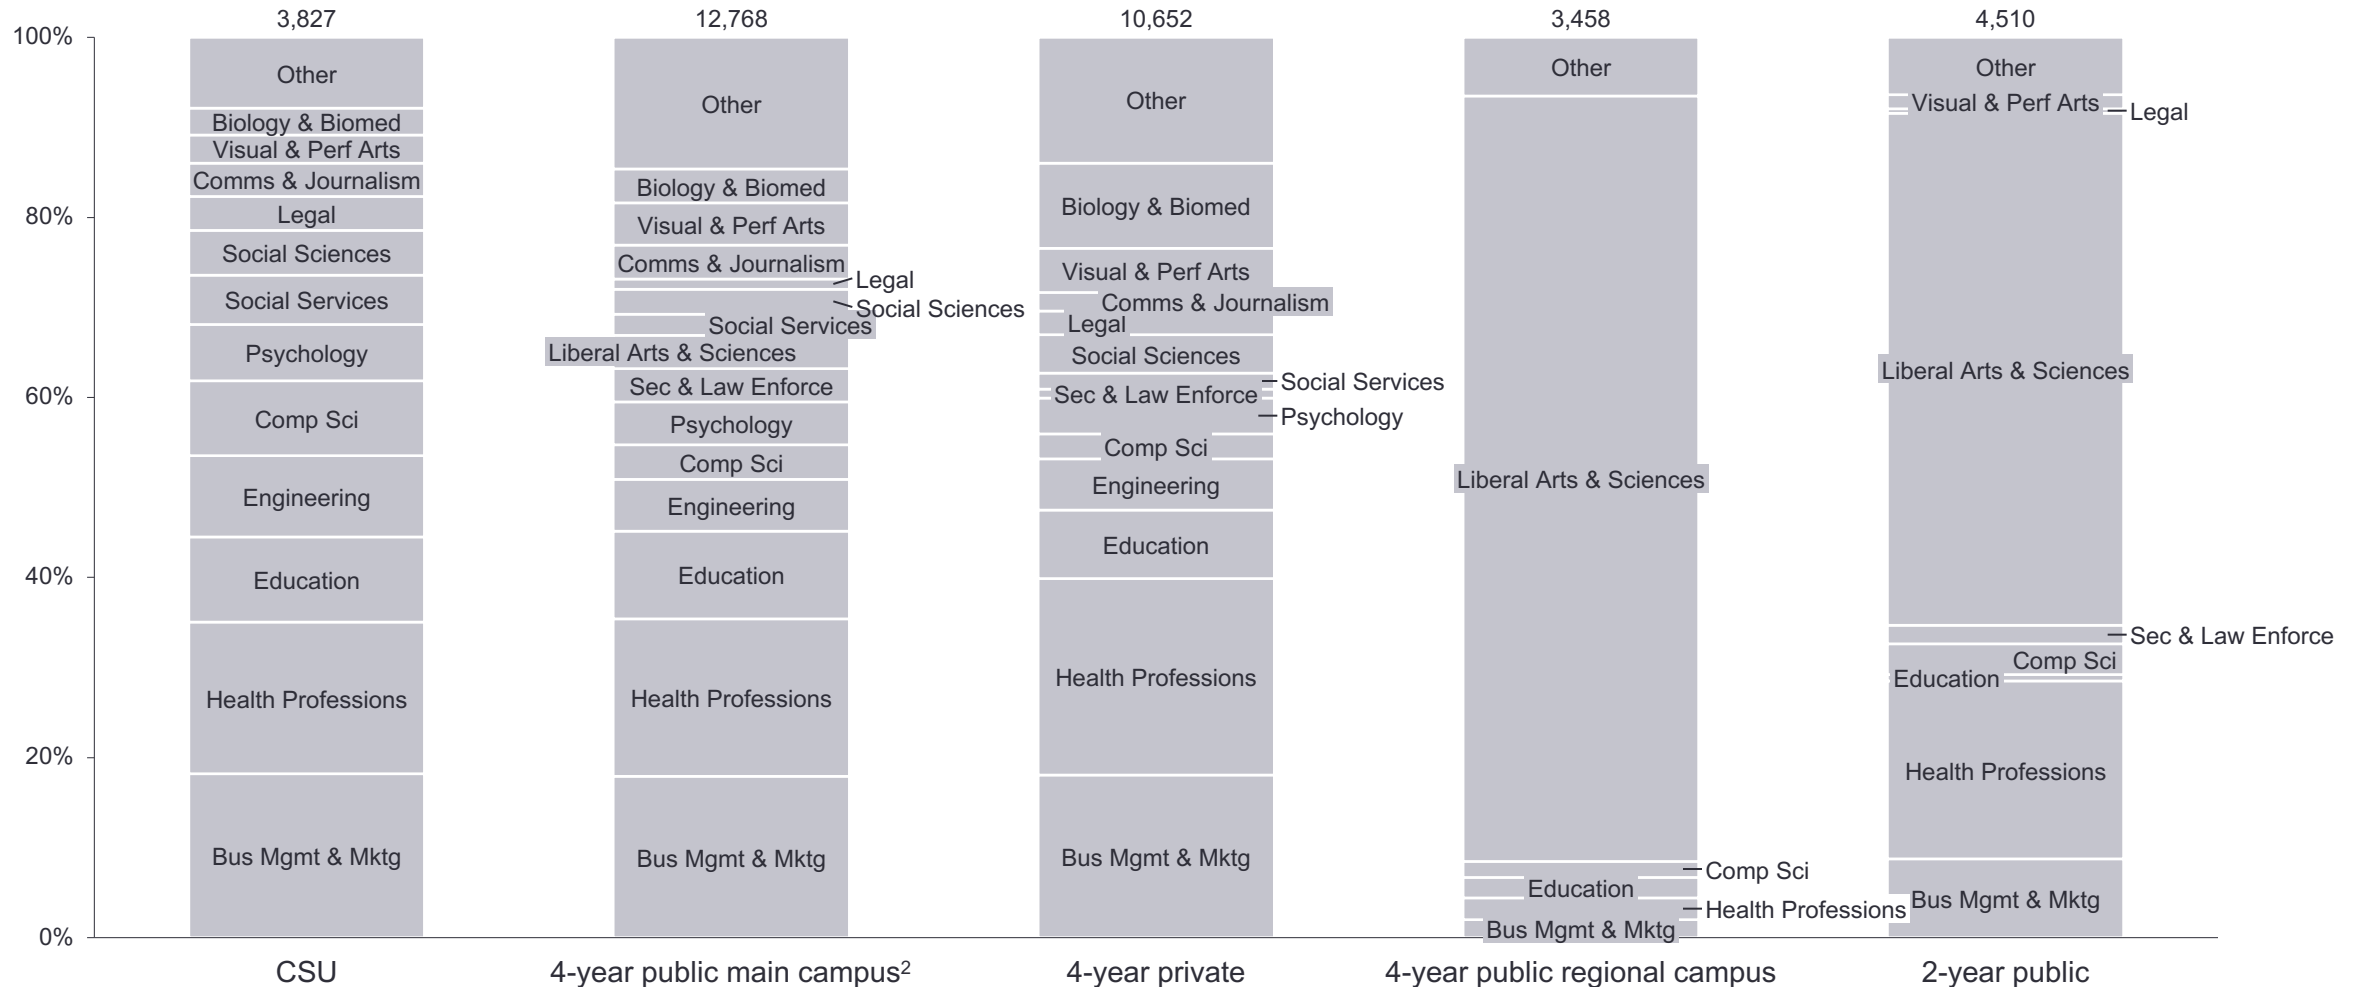 3,827
12,768
10,652
3,458
4,510
100%
80%
60%
40%
20%
0%
Other
Biology & Biomed
Visual & Perf Arts
Comms & Journalism
Legal
Social Sciences
Social Services
Psychology
Comp Sci
Engineering
Education
Health Professions
Bus Mgmt & Mktg
CSU
Other
Biology & Biomed
Visual & Perf Arts
Comms & Journalism
Legal
Social Sciences
Social Services
Liberal Arts & Sciences
Sec & Law Enforce
Psychology
Comp Sci
Engineering
Education
Health Professions
Bus Mgmt & Mktg
4-year public main campus²
Other
Biology & Biomed
Visual & Perf Arts
Comms & Journalism
Legal
Social Sciences
Social Services
Sec & Law Enforce
Psychology
Comp Sci
Engineering
Education
Health Professions
Bus Mgmt & Mktg
4-year private
Other
Liberal Arts & Sciences
Comp Sci
Education
Health Professions
Bus Mgmt & Mktg
4-year public regional campus
Other
Visual & Perf Arts
Legal
Liberal Arts & Sciences
Sec & Law Enforce
Comp Sci
Education
Health Professions
Bus Mgmt & Mktg
2-year public